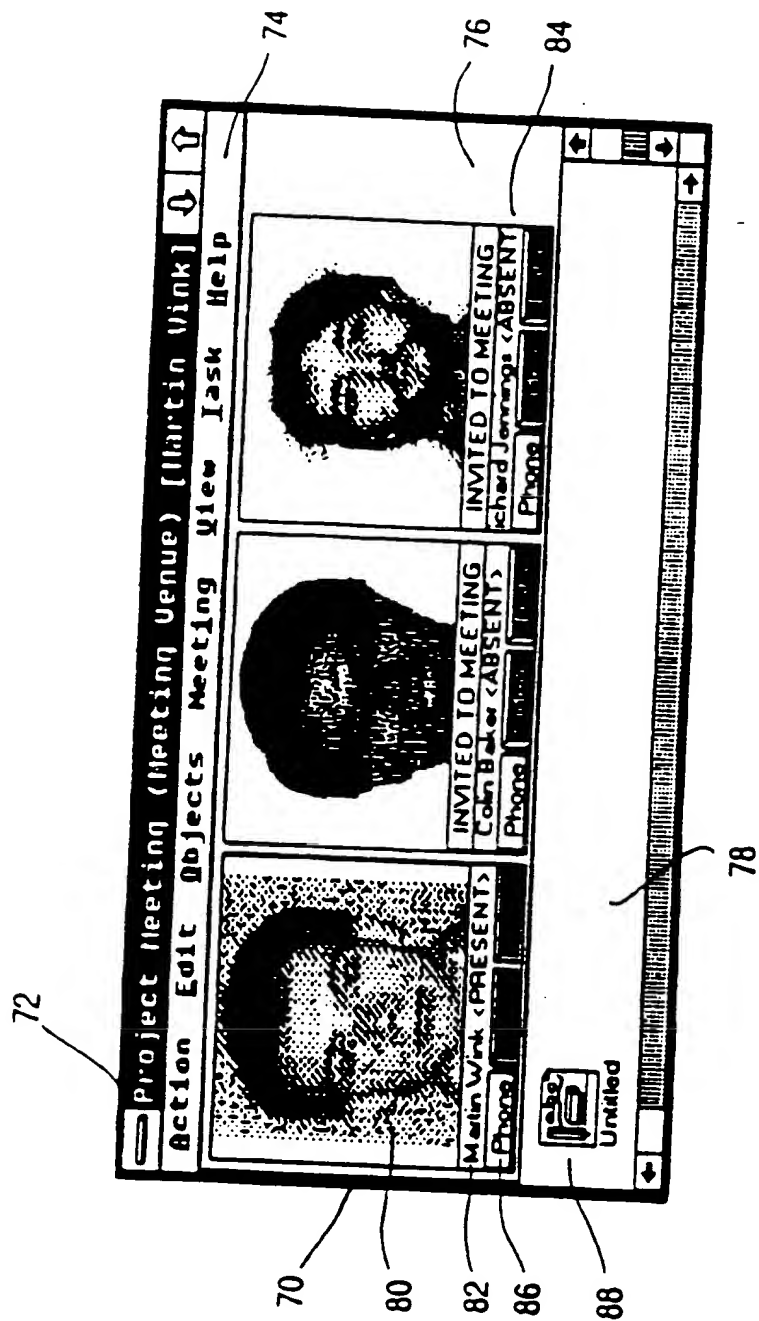 72
Project Meeting (Meeting Venue) [Martin Wink]
Action Edit Objects Meeting View Task Help
74
70
80
76
INVITED TO MEETING
INVITED TO MEETING
82
Martin Wink <PRESENT>
Colin Baker <ABSENT>
ichard Jennings <ABSENT
84
86
Phone
Phone
Phone
88
Untitled
78